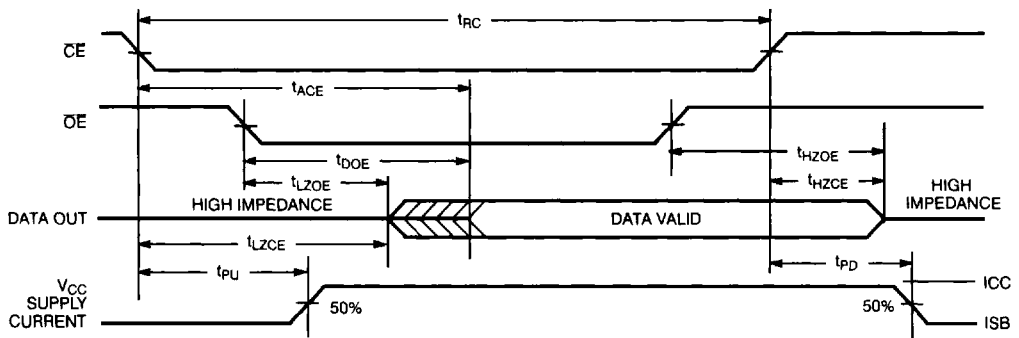 tRC
CE
tACE
OE
tDOE
tHZOE
tLZOE
tHZCE
HIGH IMPEDANCE
HIGH
IMPEDANCE
DATA OUT
DATA VALID
tLZCE
tPU
tPD
VCC
SUPPLY
CURRENT
50%
50%
ICC
ISB